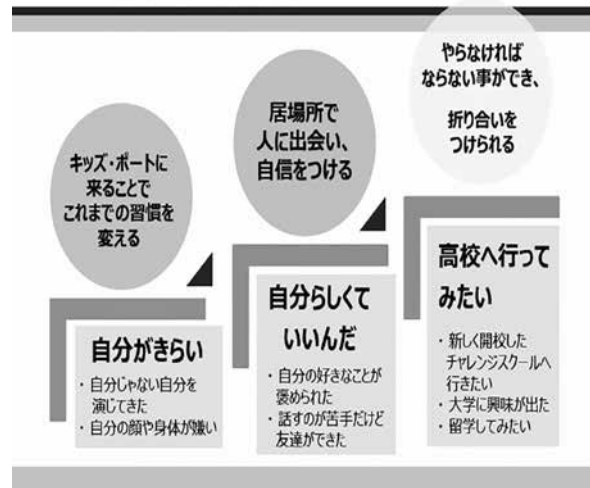 キッズ・ポートに
来ることで
これまでの習慣を
変える
自分がきらい
・自分じゃない自分を
演じてきた
・自分の顔や身体が嫌い
居場所で
人に出会い、
自信をつける
自分らしくて
いいんだ
・自分の好きなことが
褒められた
・話すのが苦手だけど
友達ができた
やらなければ
ならない事ができ、
折り合いを
つけられる
高校へ行って
みたい
・新しく開校した
チャレンジスクールへ
行きたい
・大学に興味が出た
・留学してみたい